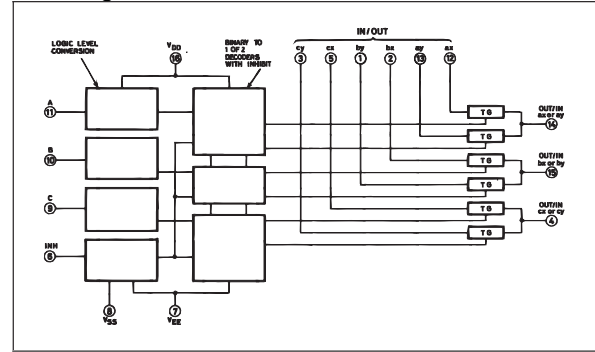 IN/OUT
LOGIC LEVEL
CONVERSION
VDD
16
BINARY TO
1 OF 2
DECODERS
WITH INHIBIT
cy cx by bx ay ax
3 5 1 2 13 12
A
11
TG
OUT/IN
ax or ay
14
TG
B
10
TG
OUT/IN
bx or by
15
TG
C
9
TG
OUT/IN
cx or cy
4
TG
INH
6
8
VSS
7
VEE